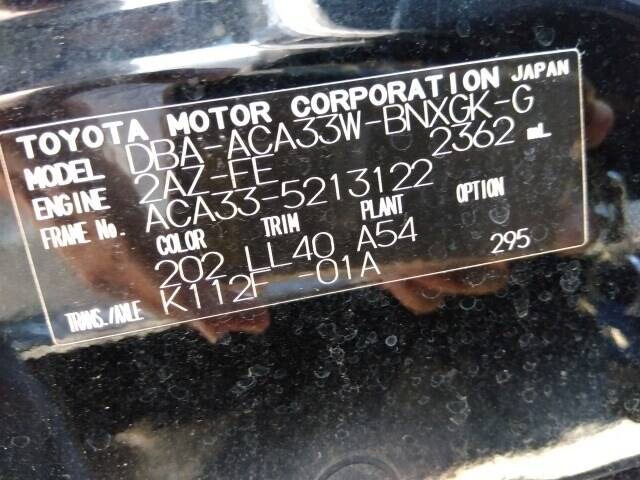 TOYOTA MOTOR CORPORATION JAPAN
MODEL DBA-ACA33W-BNXGK-G
ENGINE 2AZ-FE 2362 mL
FRAME No. ACA33-5213122
COLOR TRIM PLANT OPTION
202 LL40 A54 295
TRANS./AXLE K112F -01A